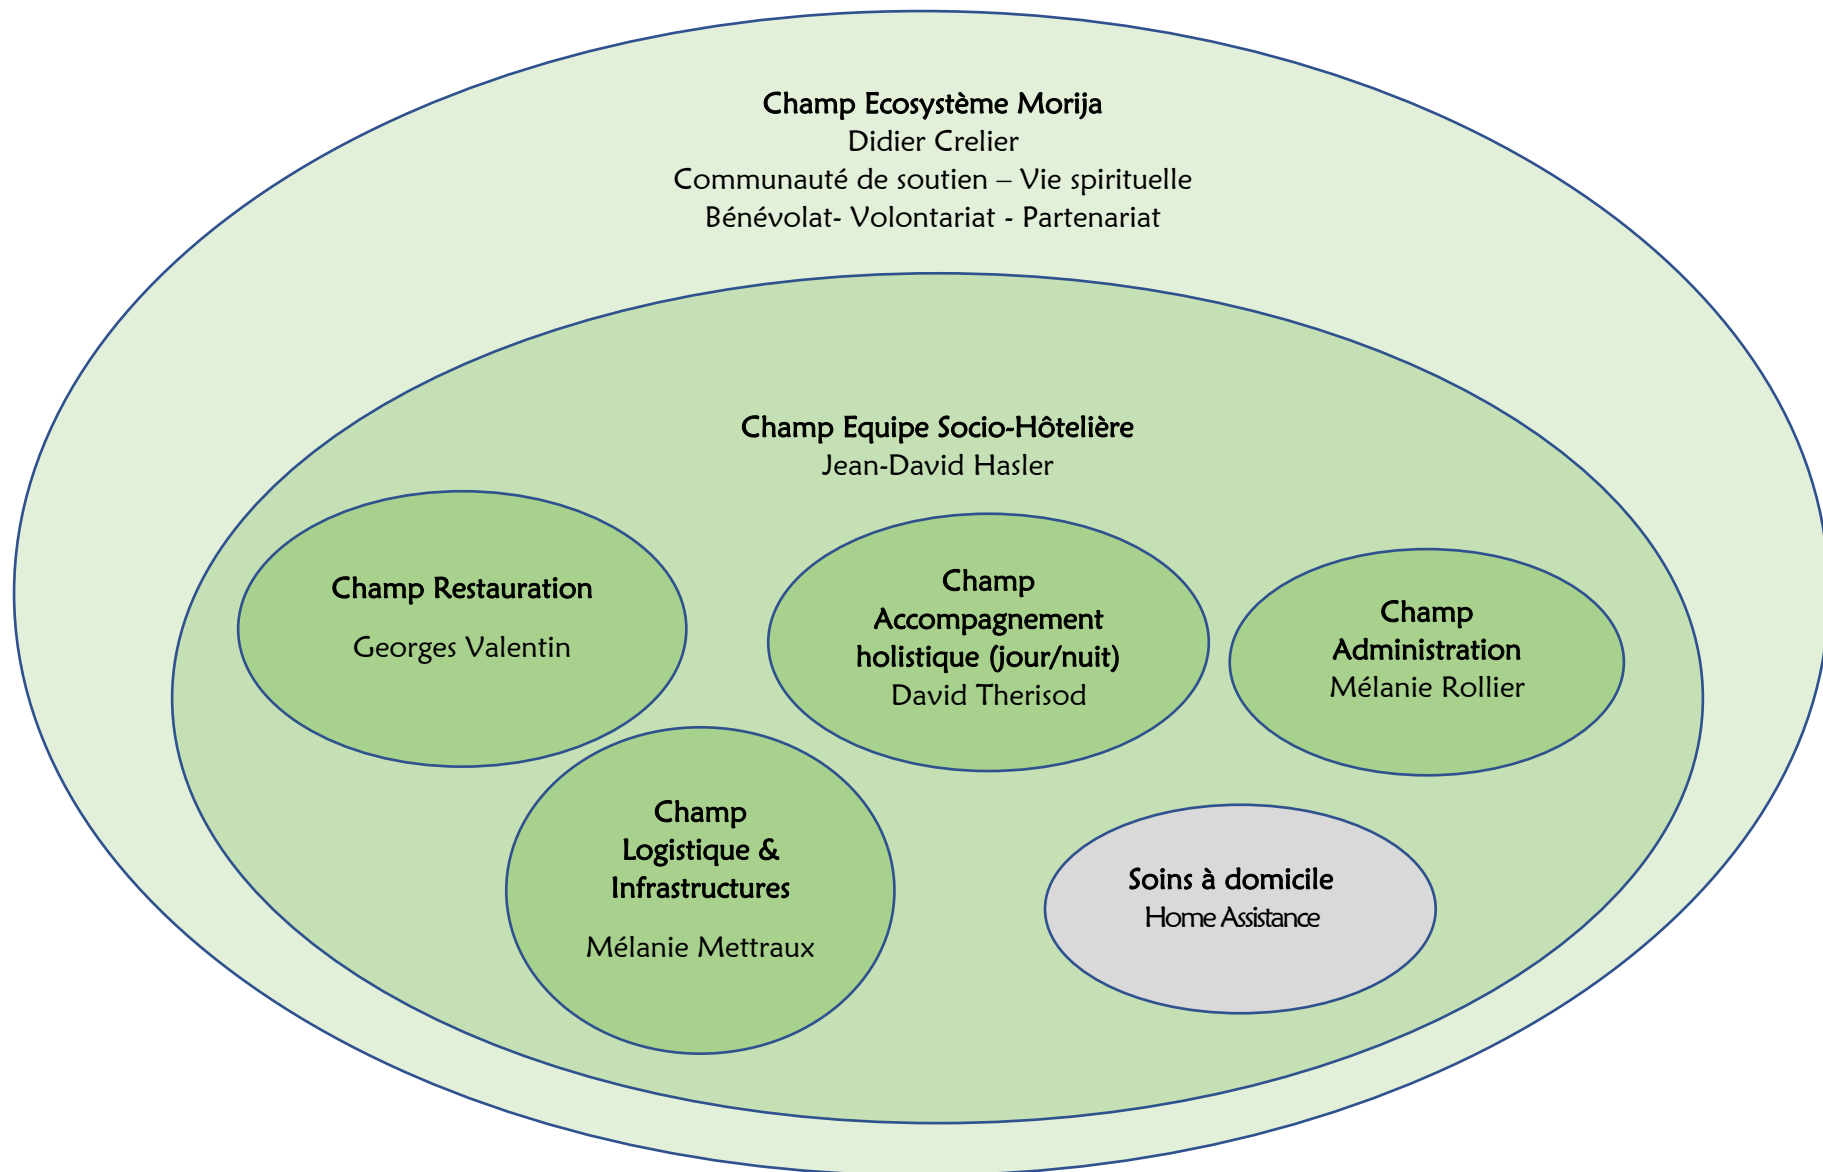 Champ Ecosystème Morija
Didier Crelier
Communauté de soutien – Vie spirituelle
Bénévolat- Volontariat - Partenariat
Champ Equipe Socio-Hôtelière
Jean-David Hasler
Champ Restauration
Georges Valentin
Champ
Accompagnement
holistique (jour/nuit)
David Therisod
Champ
Administration
Mélanie Rollier
Champ
Logistique &
Infrastructures
Mélanie Mettraux
Soins à domicile
Home Assistance